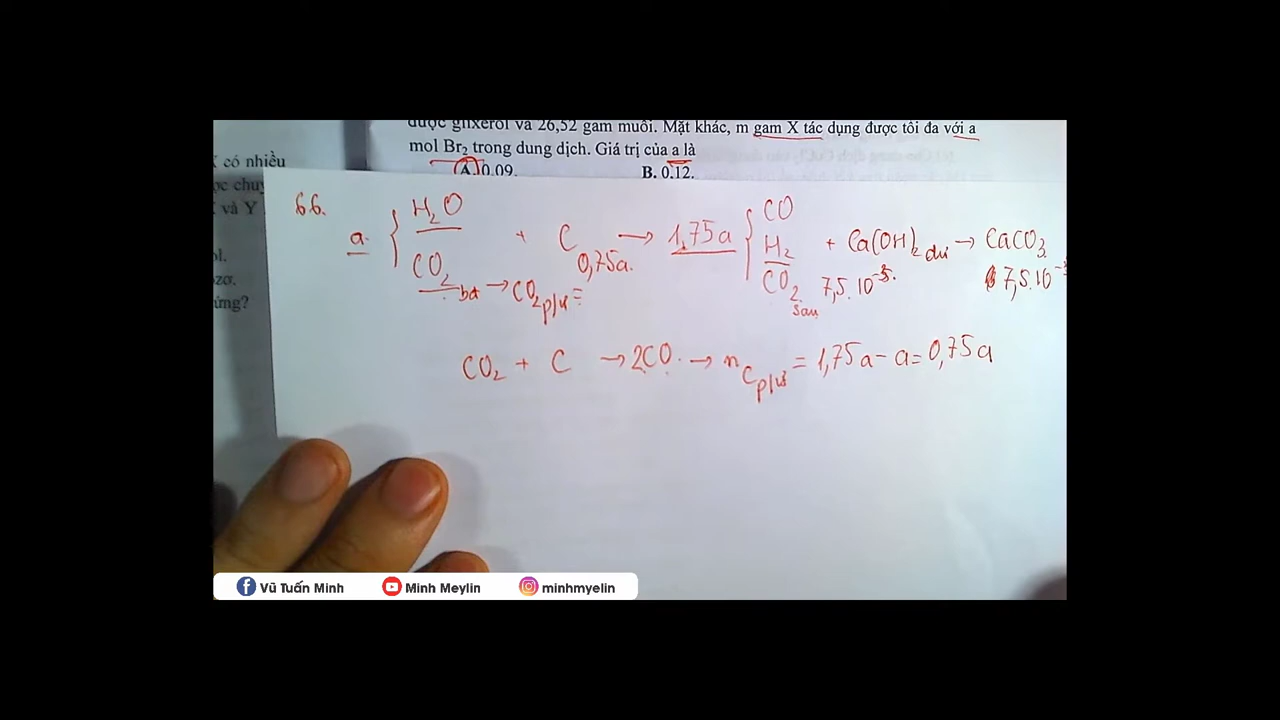 được glixerol và 26,52 gam muối. Mặt khác, m gam X tác dụng được tối đa với a
mol Br₂ trong dung dịch. Giá trị của a là
A. 0,09. B. 0,12.
có nhiều
ọc chuy
và Y
ol.
zơ.
ứng?
66.
a { H₂O CO₂ bđ → CO₂ p/ư =
+ C 0,75a → 1,75a { CO H₂ CO₂ sau 7,5.10⁻³
+ Ca(OH)₂ dư → CaCO₃ 7,5.10
CO₂ + C → 2CO → n C p/ư = 1,75a - a = 0,75a
Vũ Tuấn Minh Minh Meylin minhmyelin